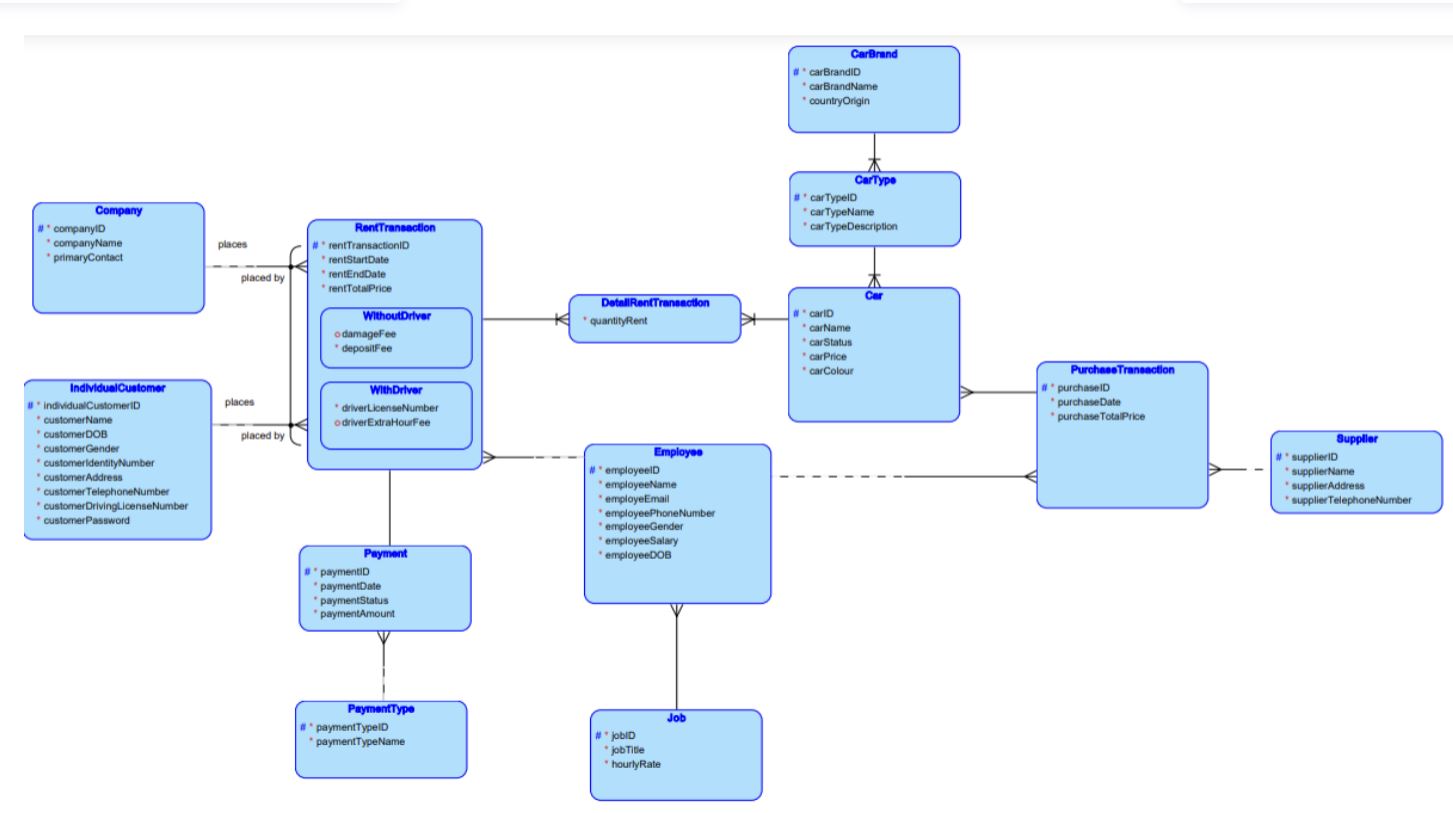 CarBrand
# * carBrandID
* carBrandName
* countryOrigin
CarType
# * carTypeID
* carTypeName
* carTypeDescription
Company
# * companyID
* companyName
* primaryContact
places
placed by
RentTransaction
# * rentTransactionID
* rentStartDate
* rentEndDate
* rentTotalPrice
WithoutDriver
o damageFee
* depositFee
WithDriver
* driverLicenseNumber
o driverExtraHourFee
DetailRentTransaction
* quantityRent
Car
# * carID
* carName
* carStatus
* carPrice
* carColour
IndividualCustomer
# * individualCustomerID
* customerName
* customerDOB
* customerGender
* customerIdentityNumber
* customerAddress
* customerTelephoneNumber
* customerDrivingLicenseNumber
* customerPassword
places
placed by
PurchaseTransaction
# * purchaseID
* purchaseDate
* purchaseTotalPrice
Supplier
# * supplierID
* supplierName
* supplierAddress
* supplierTelephoneNumber
Employee
# * employeeID
* employeeName
* employeEmail
* employeePhoneNumber
* employeeGender
* employeeSalary
* employeeDOB
Payment
# * paymentID
* paymentDate
* paymentStatus
* paymentAmount
PaymentType
# * paymentTypeID
* paymentTypeName
Job
# * jobID
* jobTitle
* hourlyRate